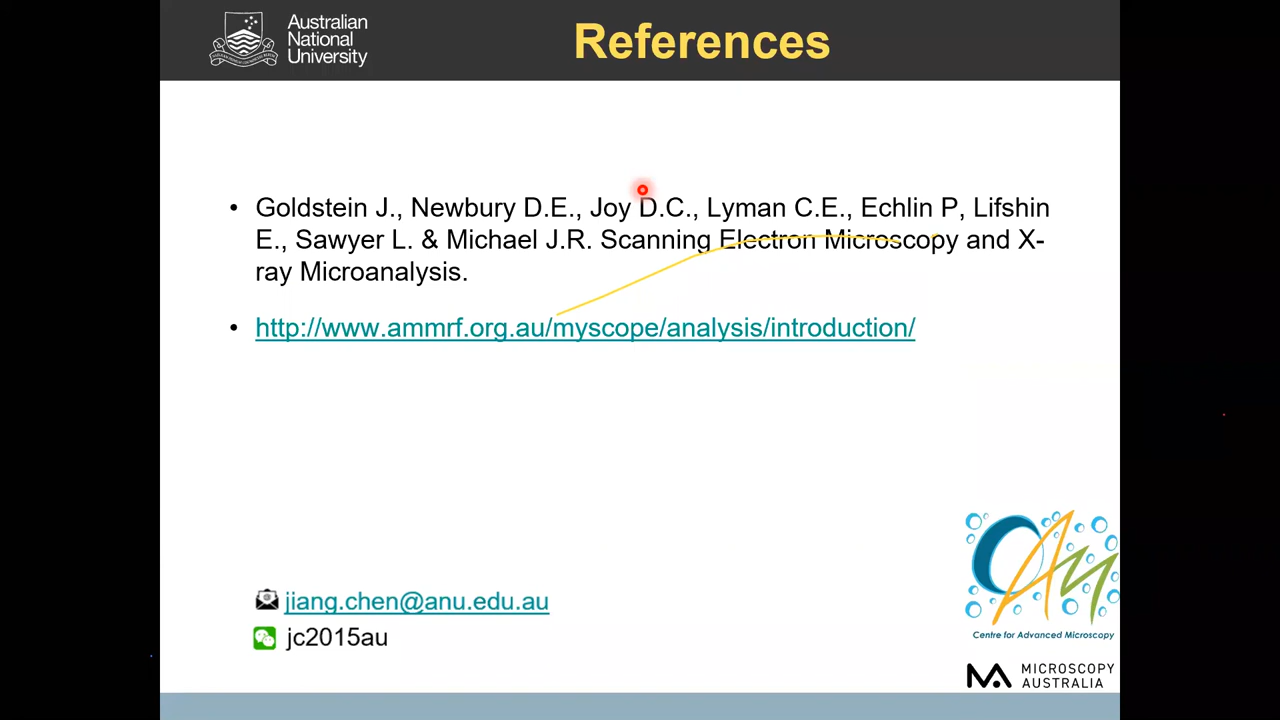 Australian
National
University
References
• Goldstein J., Newbury D.E., Joy D.C., Lyman C.E., Echlin P, Lifshin
E., Sawyer L. & Michael J.R. Scanning Electron Microscopy and X-
ray Microanalysis.
• http://www.ammrf.org.au/myscope/analysis/introduction/
jiang.chen@anu.edu.au
jc2015au
CAM
Centre for Advanced Microscopy
MICROSCOPY
AUSTRALIA